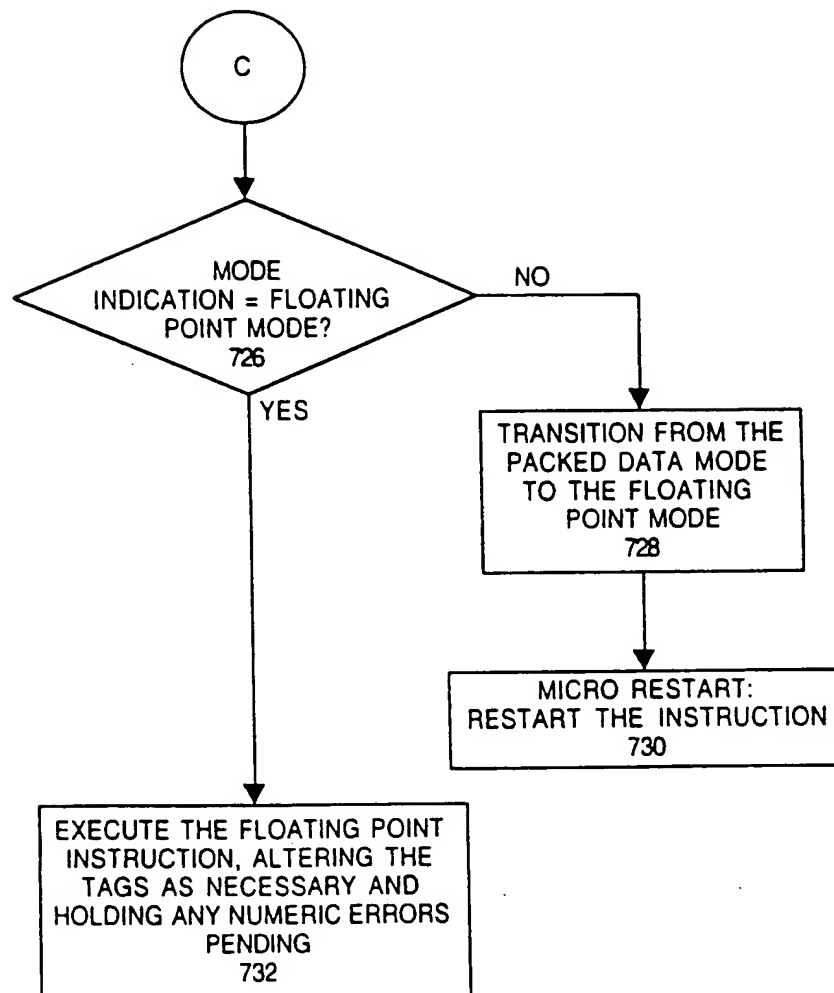 C
MODE
INDICATION = FLOATING
POINT MODE?
726
NO
YES
TRANSITION FROM THE
PACKED DATA MODE
TO THE FLOATING
POINT MODE
728
MICRO RESTART:
RESTART THE INSTRUCTION
730
EXECUTE THE FLOATING POINT
INSTRUCTION, ALTERING THE
TAGS AS NECESSARY AND
HOLDING ANY NUMERIC ERRORS
PENDING
732